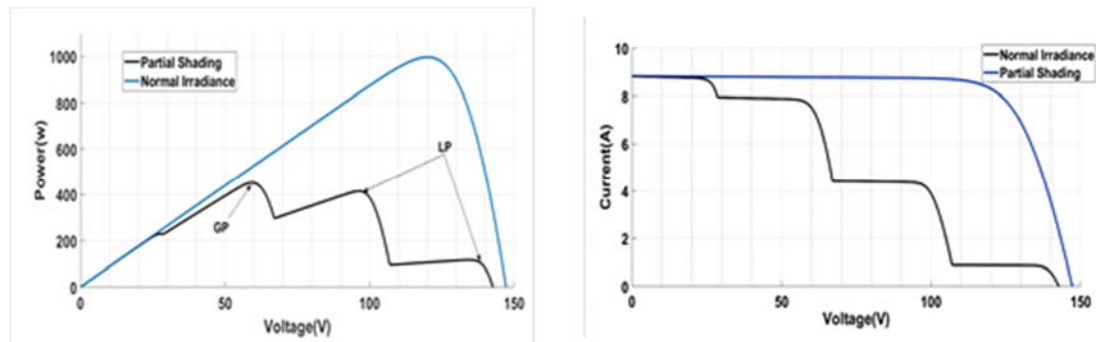 1000
800
600
400
200
0
Power(w)
Partial Shading
Normal Irradiance
LP
GP
0 50 100 150
Voltage(V)
10
8
6
4
2
0
Current(A)
Normal Irradiance
Partial Shading
0 50 100 150
Voltage(V)